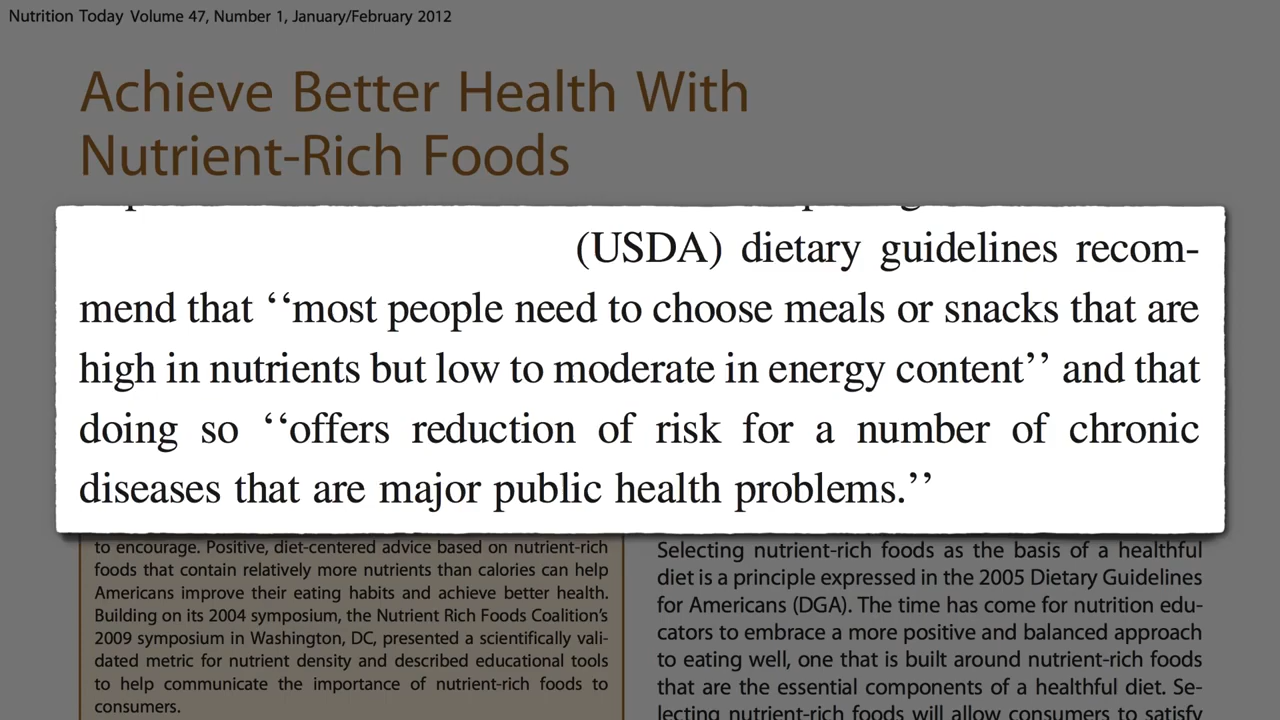 Nutrition Today Volume 47, Number 1, January/February 2012
Achieve Better Health With
Nutrient-Rich Foods
(USDA) dietary guidelines recom-
mend that ‘‘most people need to choose meals or snacks that are
high in nutrients but low to moderate in energy content’’ and that
doing so ‘‘offers reduction of risk for a number of chronic
diseases that are major public health problems.’’
to encourage. Positive, diet-centered advice based on nutrient-rich
foods that contain relatively more nutrients than calories can help
Americans improve their eating habits and achieve better health.
Building on its 2004 symposium, the Nutrient Rich Foods Coalition’s
2009 symposium in Washington, DC, presented a scientifically vali-
dated metric for nutrient density and described educational tools
to help communicate the importance of nutrient-rich foods to
consumers.
Selecting nutrient-rich foods as the basis of a healthful
diet is a principle expressed in the 2005 Dietary Guidelines
for Americans (DGA). The time has come for nutrition edu-
cators to embrace a more positive and balanced approach
to eating well, one that is built around nutrient-rich foods
that are the essential components of a healthful diet. Se-
lecting nutrient-rich foods will allow consumers to satisfy